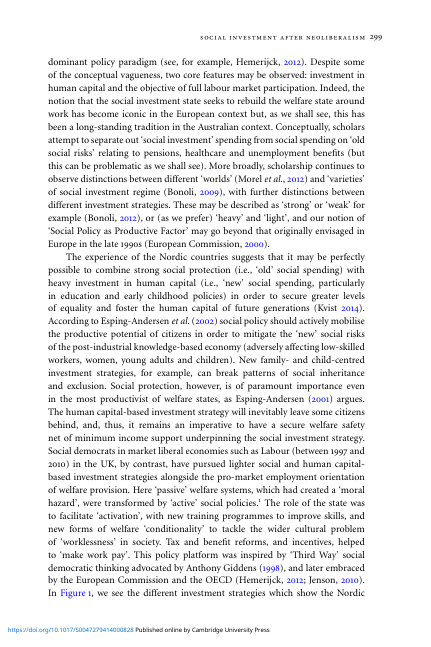 SOCIAL INVESTMENT AFTER NEOLIBERALISM 299
dominant policy paradigm (see, for example, Hemerijck, 2012). Despite some
of the conceptual vagueness, two core features may be observed: investment in
human capital and the objective of full labour market participation. Indeed, the
notion that the social investment state seeks to rebuild the welfare state around
work has become iconic in the European context but, as we shall see, this has
been a long-standing tradition in the Australian context. Conceptually, scholars
attempt to separate out 'social investment' spending from social spending on 'old
social risks' relating to pensions, healthcare and unemployment benefits (but
this can be problematic as we shall see). More broadly, scholarship continues to
observe distinctions between different 'worlds' (Morel et al., 2012) and 'varieties'
of social investment regime (Bonoli, 2009), with further distinctions between
different investment strategies. These may be described as 'strong' or 'weak' for
example (Bonoli, 2012), or (as we prefer) 'heavy' and 'light', and our notion of
'Social Policy as Productive Factor' may go beyond that originally envisaged in
Europe in the late 1990s (European Commission, 2000).
The experience of the Nordic countries suggests that it may be perfectly
possible to combine strong social protection (i.e., 'old' social spending) with
heavy investment in human capital (i.e., 'new' social spending, particularly
in education and early childhood policies) in order to secure greater levels
of equality and foster the human capital of future generations (Kvist 2014).
According to Esping-Andersen et al. (2002) social policy should actively mobilise
the productive potential of citizens in order to mitigate the 'new' social risks
of the post-industrial knowledge-based economy (adversely affecting low-skilled
workers, women, young adults and children). New family- and child-centred
investment strategies, for example, can break patterns of social inheritance
and exclusion. Social protection, however, is of paramount importance even
in the most productivist of welfare states, as Esping-Andersen (2001) argues.
The human capital-based investment strategy will inevitably leave some citizens
behind, and, thus, it remains an imperative to have a secure welfare safety
net of minimum income support underpinning the social investment strategy.
Social democrats in market liberal economies such as Labour (between 1997 and
2010) in the UK, by contrast, have pursued lighter social and human capital-
based investment strategies alongside the pro-market employment orientation
of welfare provision. Here 'passive' welfare systems, which had created a 'moral
hazard', were transformed by 'active' social policies.¹ The role of the state was
to facilitate 'activation', with new training programmes to improve skills, and
new forms of welfare 'conditionality' to tackle the wider cultural problem
of 'worklessness' in society. Tax and benefit reforms, and incentives, helped
to 'make work pay'. This policy platform was inspired by 'Third Way' social
democratic thinking advocated by Anthony Giddens (1998), and later embraced
by the European Commission and the OECD (Hemerijck, 2012; Jenson, 2010).
In Figure 1, we see the different investment strategies which show the Nordic
https://doi.org/10.1017/S0047279414000828 Published online by Cambridge University Press